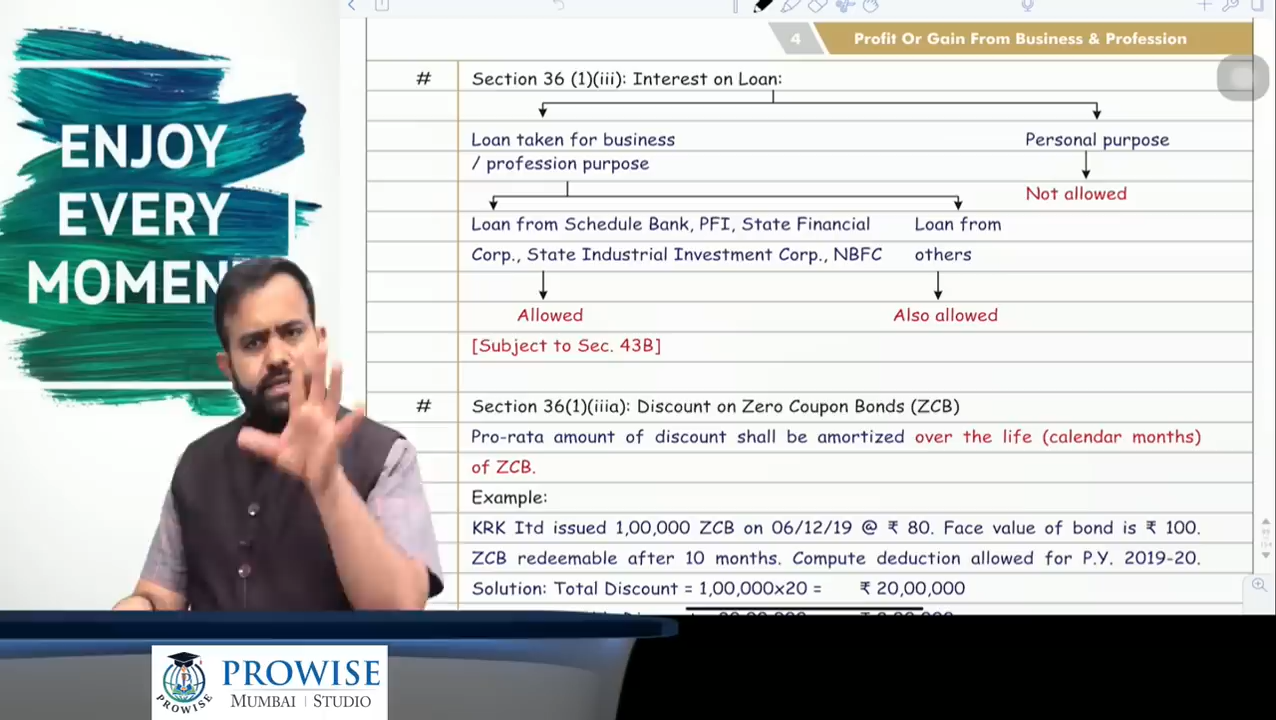 ENJOY
EVERY
MOMEN
4 Profit Or Gain From Business & Profession
# Section 36 (1)(iii): Interest on Loan:
Loan taken for business
/ profession purpose
Personal purpose
Not allowed
Loan from Schedule Bank, PFI, State Financial
Corp., State Industrial Investment Corp., NBFC
Loan from
others
Allowed
Also allowed
[Subject to Sec. 43B]
# Section 36(1)(iiia): Discount on Zero Coupon Bonds (ZCB)
Pro-rata amount of discount shall be amortized over the life (calendar months)
of ZCB.
Example:
KRK ltd issued 1,00,000 ZCB on 06/12/19 @ ₹ 80. Face value of bond is ₹ 100.
ZCB redeemable after 10 months. Compute deduction allowed for P.Y. 2019-20.
Solution: Total Discount = 1,00,000x20 = ₹ 20,00,000
PROWISE
PROWISE
MUMBAI | STUDIO